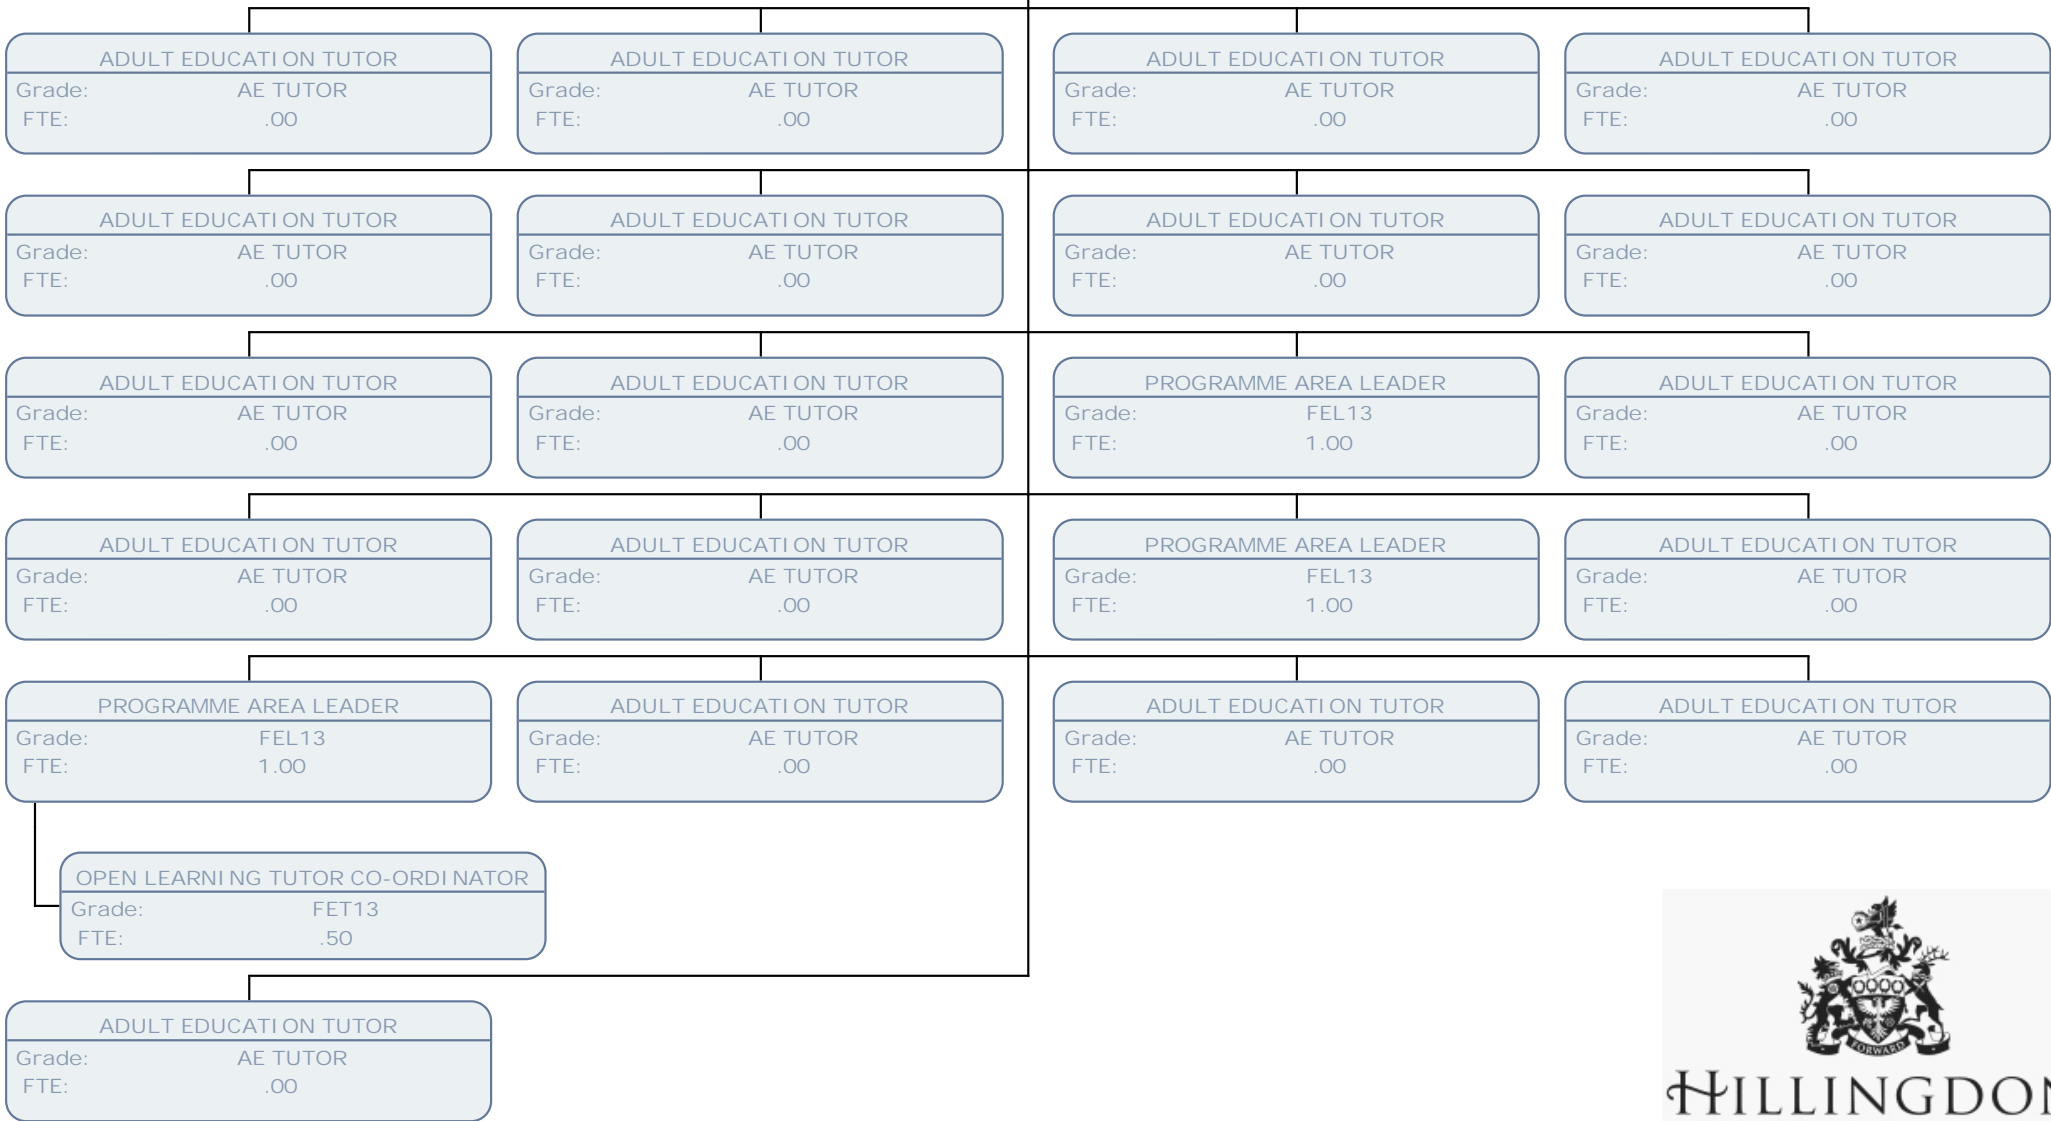 ADULT EDUCATION TUTOR
Grade: AE TUTOR
FTE: .00
ADULT EDUCATION TUTOR
Grade: AE TUTOR
FTE: .00
ADULT EDUCATION TUTOR
Grade: AE TUTOR
FTE: .00
ADULT EDUCATION TUTOR
Grade: AE TUTOR
FTE: .00
ADULT EDUCATION TUTOR
Grade: AE TUTOR
FTE: .00
ADULT EDUCATION TUTOR
Grade: AE TUTOR
FTE: .00
ADULT EDUCATION TUTOR
Grade: AE TUTOR
FTE: .00
ADULT EDUCATION TUTOR
Grade: AE TUTOR
FTE: .00
ADULT EDUCATION TUTOR
Grade: AE TUTOR
FTE: .00
ADULT EDUCATION TUTOR
Grade: AE TUTOR
FTE: .00
PROGRAMME AREA LEADER
Grade: FEL13
FTE: 1.00
ADULT EDUCATION TUTOR
Grade: AE TUTOR
FTE: .00
ADULT EDUCATION TUTOR
Grade: AE TUTOR
FTE: .00
ADULT EDUCATION TUTOR
Grade: AE TUTOR
FTE: .00
PROGRAMME AREA LEADER
Grade: FEL13
FTE: 1.00
ADULT EDUCATION TUTOR
Grade: AE TUTOR
FTE: .00
PROGRAMME AREA LEADER
Grade: FEL13
FTE: 1.00
ADULT EDUCATION TUTOR
Grade: AE TUTOR
FTE: .00
ADULT EDUCATION TUTOR
Grade: AE TUTOR
FTE: .00
ADULT EDUCATION TUTOR
Grade: AE TUTOR
FTE: .00
OPEN LEARNING TUTOR CO-ORDINATOR
Grade: FET13
FTE: .50
ADULT EDUCATION TUTOR
Grade: AE TUTOR
FTE: .00
FORWARD
HILLINGDON